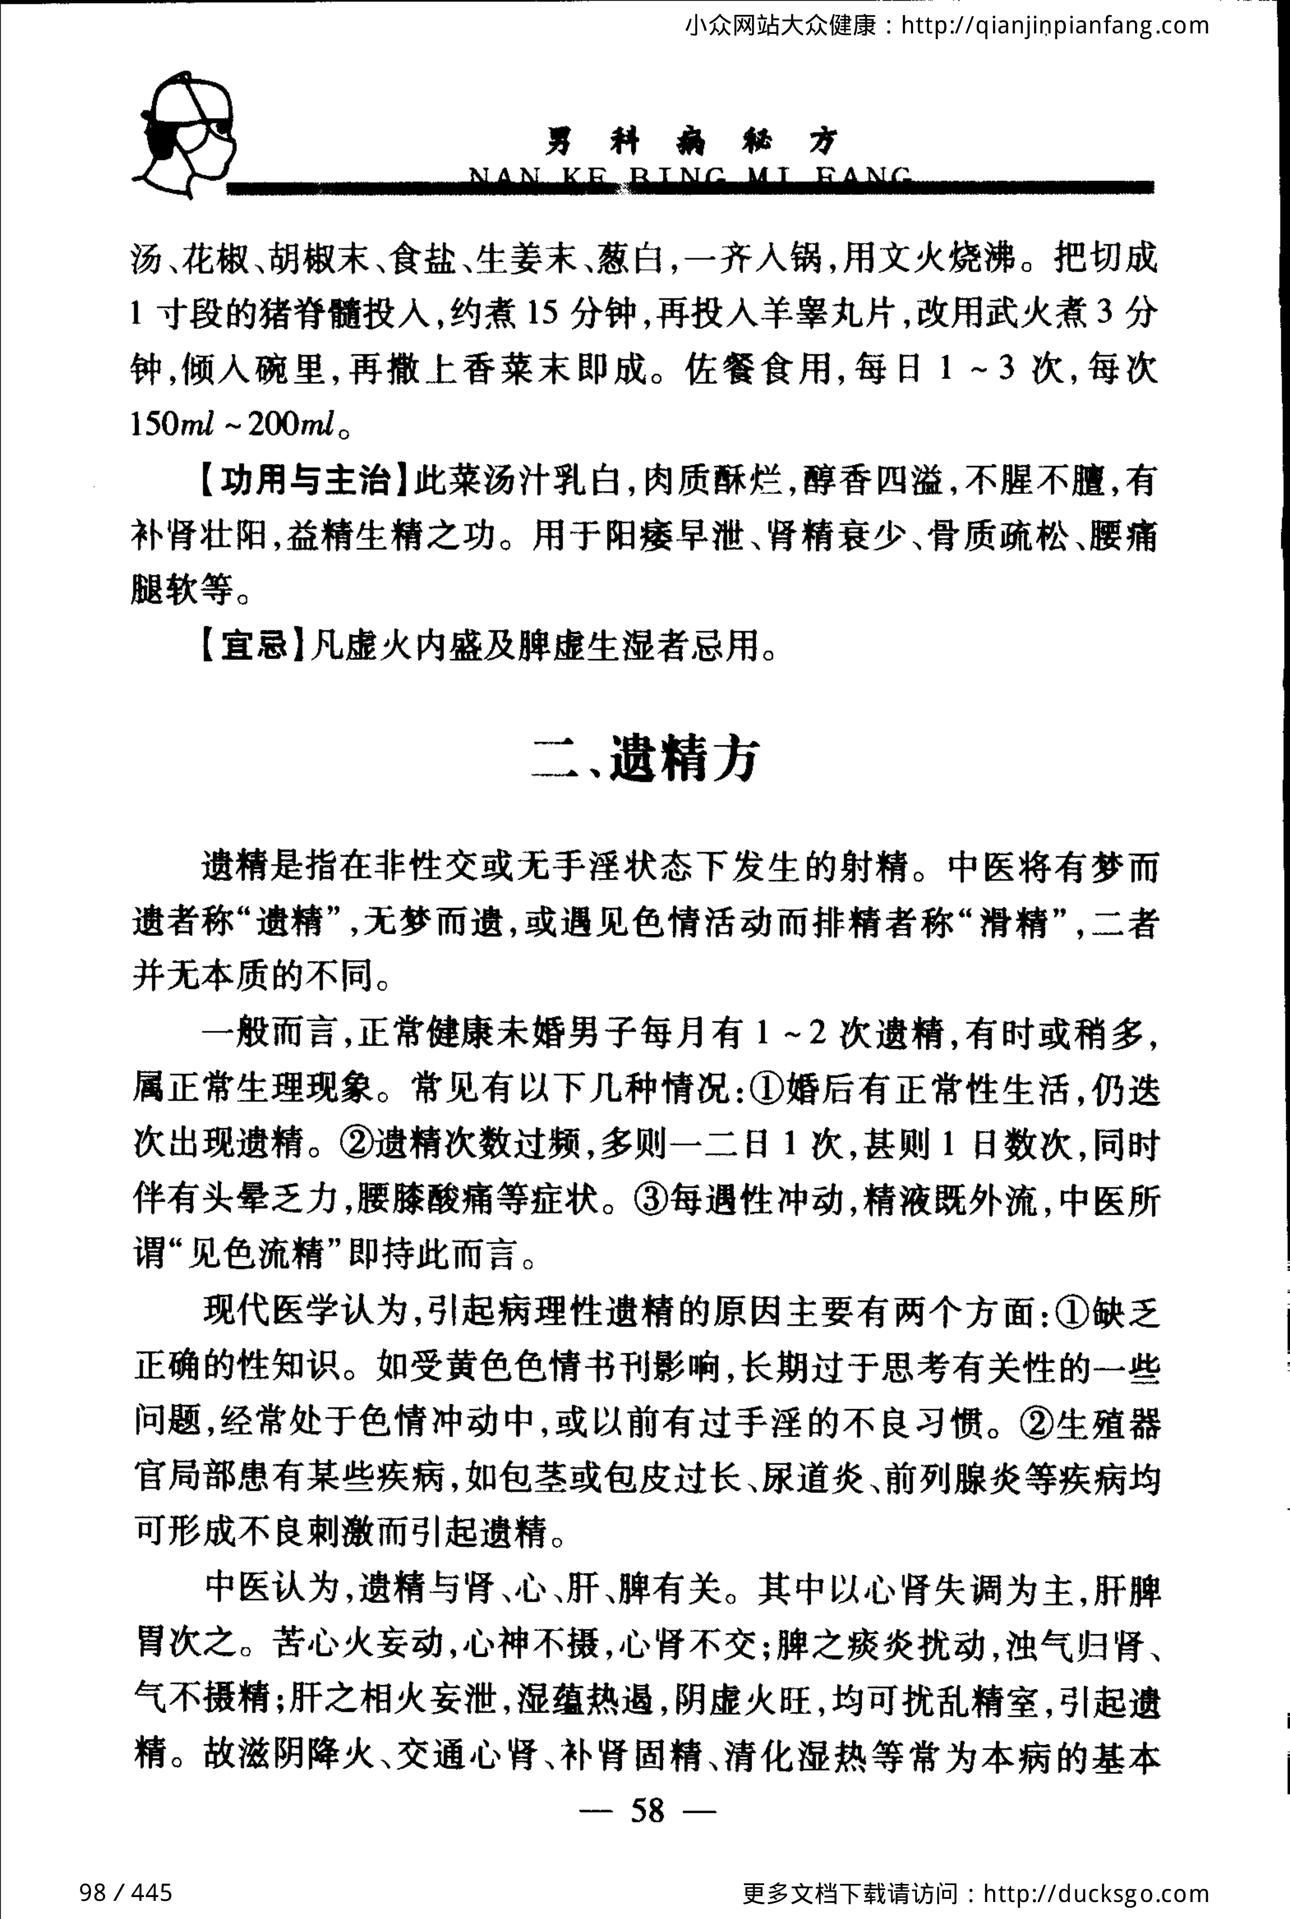 小众网站大众健康：http://qianjinpianfang.com
男科病秘方
NAN KE BING MI FANG
汤、花椒、胡椒末、食盐、生姜末、葱白，一齐入锅，用文火烧沸。把切成
1寸段的猪脊髓投入，约煮15分钟，再投入羊睾丸片，改用武火煮3分
钟，倾入碗里，再撒上香菜末即成。佐餐食用，每日1～3次，每次
150ml～200ml。
【功用与主治】此菜汤汁乳白，肉质酥烂，醇香四溢，不腥不膻，有
补肾壮阳，益精生精之功。用于阳痿早泄、肾精衰少、骨质疏松、腰痛
腿软等。
【宜忌】凡虚火内盛及脾虚生湿者忌用。
二、遗精方
遗精是指在非性交或无手淫状态下发生的射精。中医将有梦而
遗者称“遗精”，无梦而遗，或遇见色情活动而排精者称“滑精”，二者
并无本质的不同。
一般而言，正常健康未婚男子每月有1～2次遗精，有时或稍多，
属正常生理现象。常见有以下几种情况：①婚后有正常性生活，仍迭
次出现遗精。②遗精次数过频，多则一二日1次，甚则1日数次，同时
伴有头晕乏力，腰膝酸痛等症状。③每遇性冲动，精液既外流，中医所
谓“见色流精”即持此而言。
现代医学认为，引起病理性遗精的原因主要有两个方面：①缺乏
正确的性知识。如受黄色色情书刊影响，长期过于思考有关性的一些
问题，经常处于色情冲动中，或以前有过手淫的不良习惯。②生殖器
官局部患有某些疾病，如包茎或包皮过长、尿道炎、前列腺炎等疾病均
可形成不良刺激而引起遗精。
中医认为，遗精与肾、心、肝、脾有关。其中以心肾失调为主，肝脾
胃次之。苦心火妄动，心神不摄，心肾不交；脾之痰炎扰动，浊气归肾、
气不摄精；肝之相火妄泄，湿蕴热遏，阴虚火旺，均可扰乱精室，引起遗
精。故滋阴降火、交通心肾、补肾固精、清化湿热等常为本病的基本
— 58 —
98 / 445
更多文档下载请访问：http://ducksgo.com